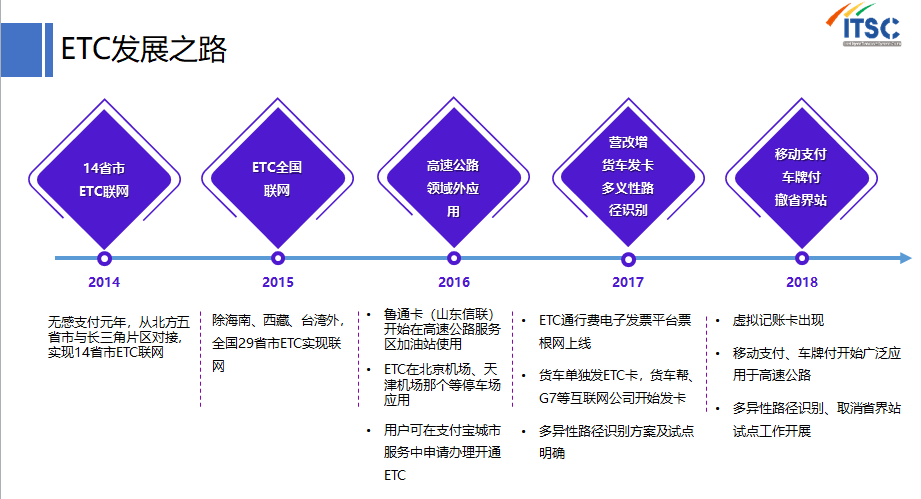 ITSC
ETC发展之路
14省市
ETC联网
ETC全国
联网
高速公路
领域外应
用
营改增
货车发卡
多义性路
径识别
移动支付
车牌付
撤省界站
2014
2015
2016
2017
2018
无感支付元年，从北方五
省市与长三角片区对接，
实现14省市ETC联网
除海南、西藏、台湾外，
全国29省市ETC实现联
网
• 鲁通卡（山东信联）
开始在高速公路服务
区加油站使用
• ETC在北京机场、天
津机场那个等停车场
应用
• 用户可在支付宝城市
服务中申请办理开通
ETC
• ETC通行费电子发票平台票
根网上线
• 货车单独发ETC卡，货车帮、
G7等互联网公司开始发卡
• 多异性路径识别方案及试点
明确
• 虚拟记账卡出现
• 移动支付、车牌付开始广泛应
用于高速公路
• 多异性路径识别、取消省界站
试点工作开展